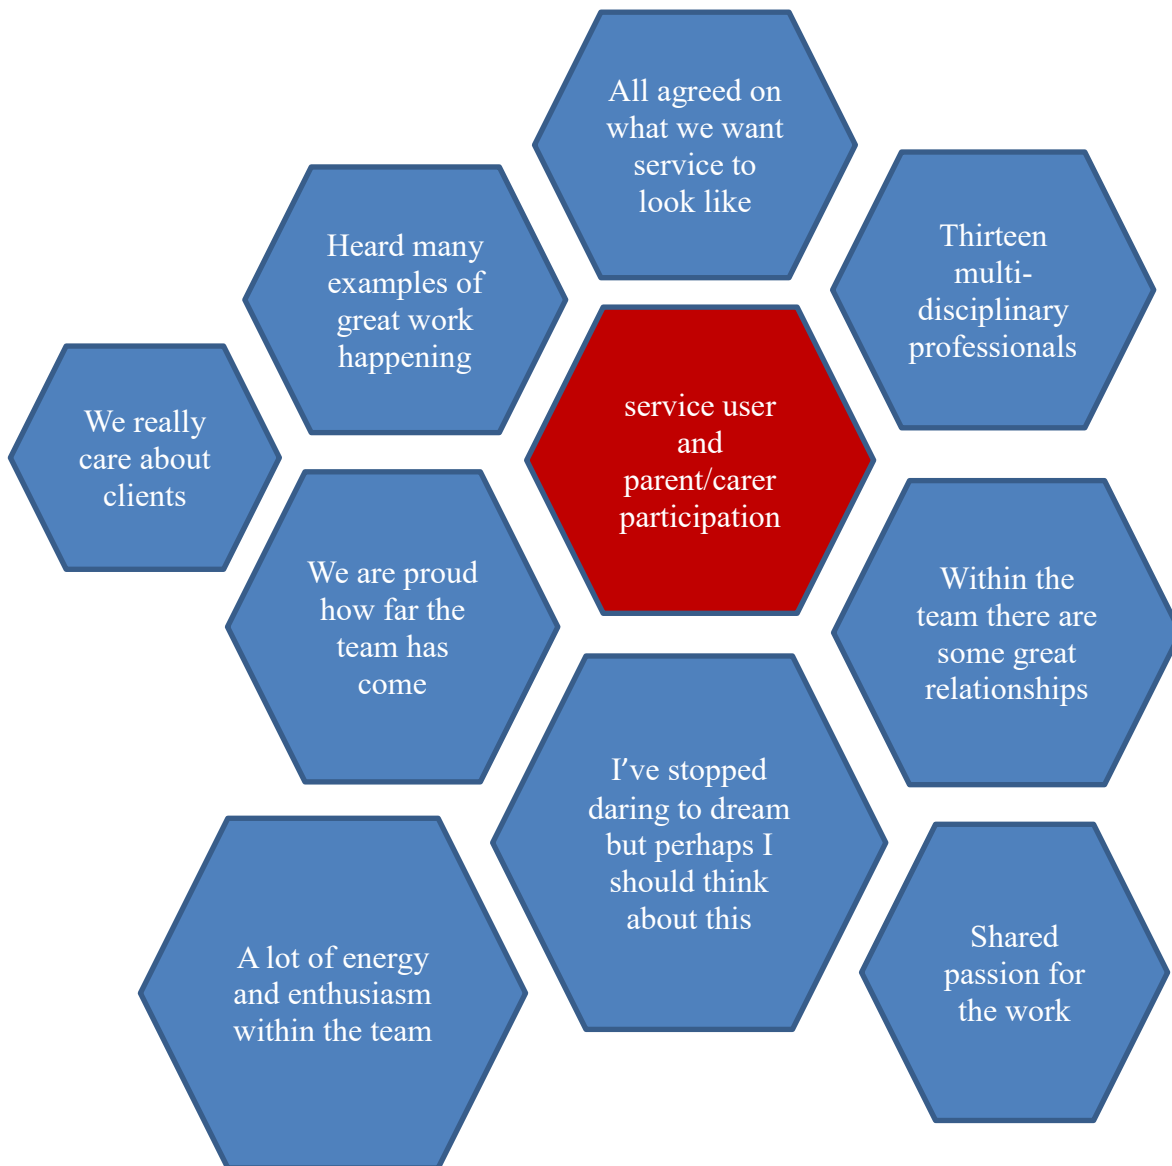 All agreed on
what we want
service to
look like
Heard many
examples of
great work
happening
Thirteen
multi-
disciplinary
professionals
We really
care about
clients
service user
and
parent/carer
participation
We are proud
how far the
team has
come
Within the
team there are
some great
relationships
I’ve stopped
daring to dream
but perhaps I
should think
about this
A lot of energy
and enthusiasm
within the team
Shared
passion for
the work